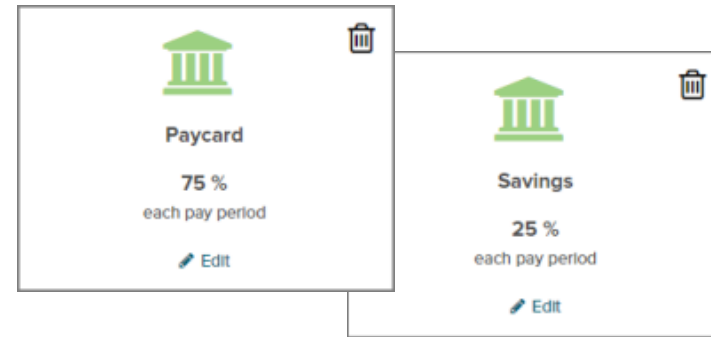 Paycard
75 %
each pay period
Edit
Savings
25 %
each pay period
Edit